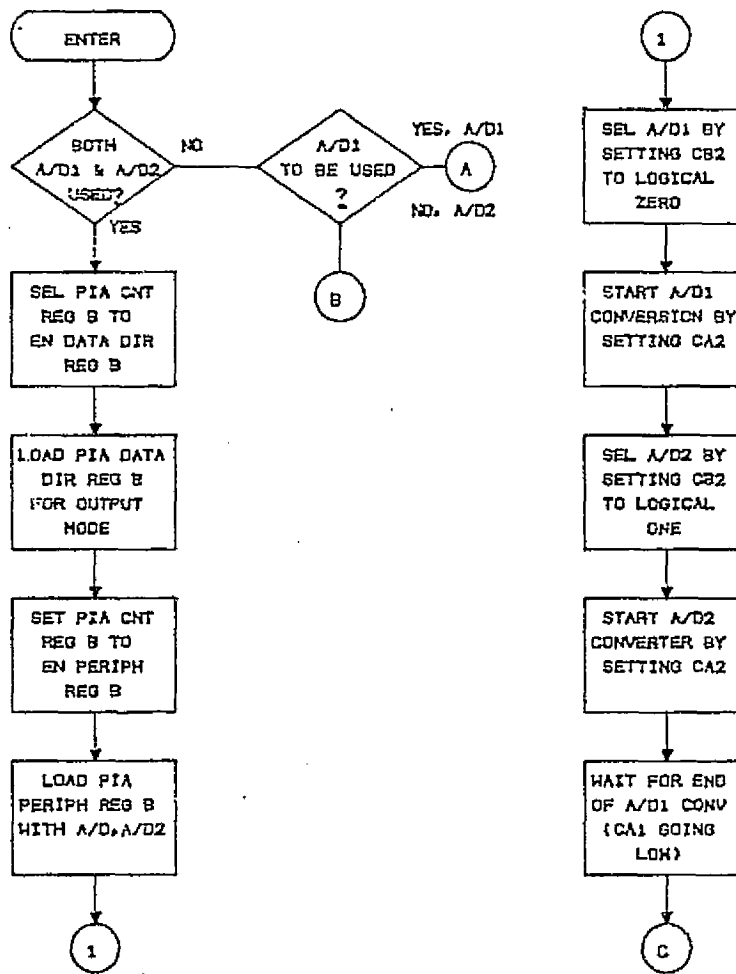 ENTER
BOTH
A/D1 & A/D2
USED?
NO
YES
A/D1
TO BE USED
?
YES, A/D1
A
NO, A/D2
B
SEL PIA CNT
REG B TO
EN DATA DIR
REG B
LOAD PIA DATA
DIR REG B
FOR OUTPUT
MODE
SET PIA CNT
REG B TO
EN PERIPH
REG B
LOAD PIA
PERIPH REG B
WITH A/D,A/D2
1
1
SEL A/D1 BY
SETTING CB2
TO LOGICAL
ZERO
START A/D1
CONVERSION BY
SETTING CA2
SEL A/D2 BY
SETTING CB2
TO LOGICAL
ONE
START A/D2
CONVERTER BY
SETTING CA2
WAIT FOR END
OF A/D1 CONV
(CA1 GOING
LOW)
C